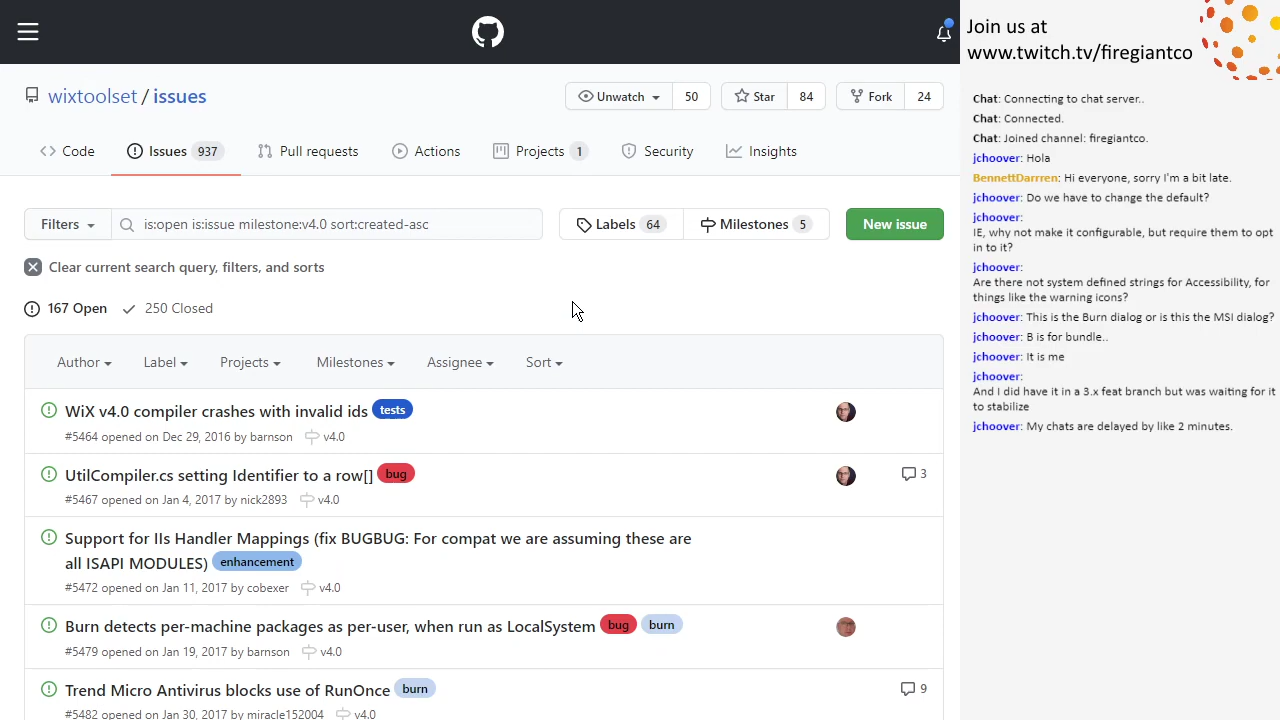 Join us at
www.twitch.tv/firegiantco
wixtoolset / issues
Unwatch 50 Star 84 Fork 24
Code Issues 937 Pull requests Actions Projects 1 Security Insights
Filters is:open is:issue milestone:v4.0 sort:created-asc Labels 64 Milestones 5 New issue
Clear current search query, filters, and sorts
167 Open 250 Closed
Author Label Projects Milestones Assignee Sort
WiX v4.0 compiler crashes with invalid ids tests
#5464 opened on Dec 29, 2016 by barnson v4.0
UtilCompiler.cs setting Identifier to a row[] bug 3
#5467 opened on Jan 4, 2017 by nick2893 v4.0
Support for IIs Handler Mappings (fix BUGBUG: For compat we are assuming these are
all ISAPI MODULES) enhancement
#5472 opened on Jan 11, 2017 by cobexer v4.0
Burn detects per-machine packages as per-user, when run as LocalSystem bug burn
#5479 opened on Jan 19, 2017 by barnson v4.0
Trend Micro Antivirus blocks use of RunOnce burn 9
#5482 opened on Jan 30, 2017 by miracle152004 v4.0
Chat: Connecting to chat server..
Chat: Connected.
Chat: Joined channel: firegiantco.
jchoover: Hola
BennettDarrren: Hi everyone, sorry I'm a bit late.
jchoover: Do we have to change the default?
jchoover:
IE, why not make it configurable, but require them to opt
in to it?
jchoover:
Are there not system defined strings for Accessibility, for
things like the warning icons?
jchoover: This is the Burn dialog or is this the MSI dialog?
jchoover: B is for bundle..
jchoover: It is me
jchoover:
And I did have it in a 3.x feat branch but was waiting for it
to stabilize
jchoover: My chats are delayed by like 2 minutes.